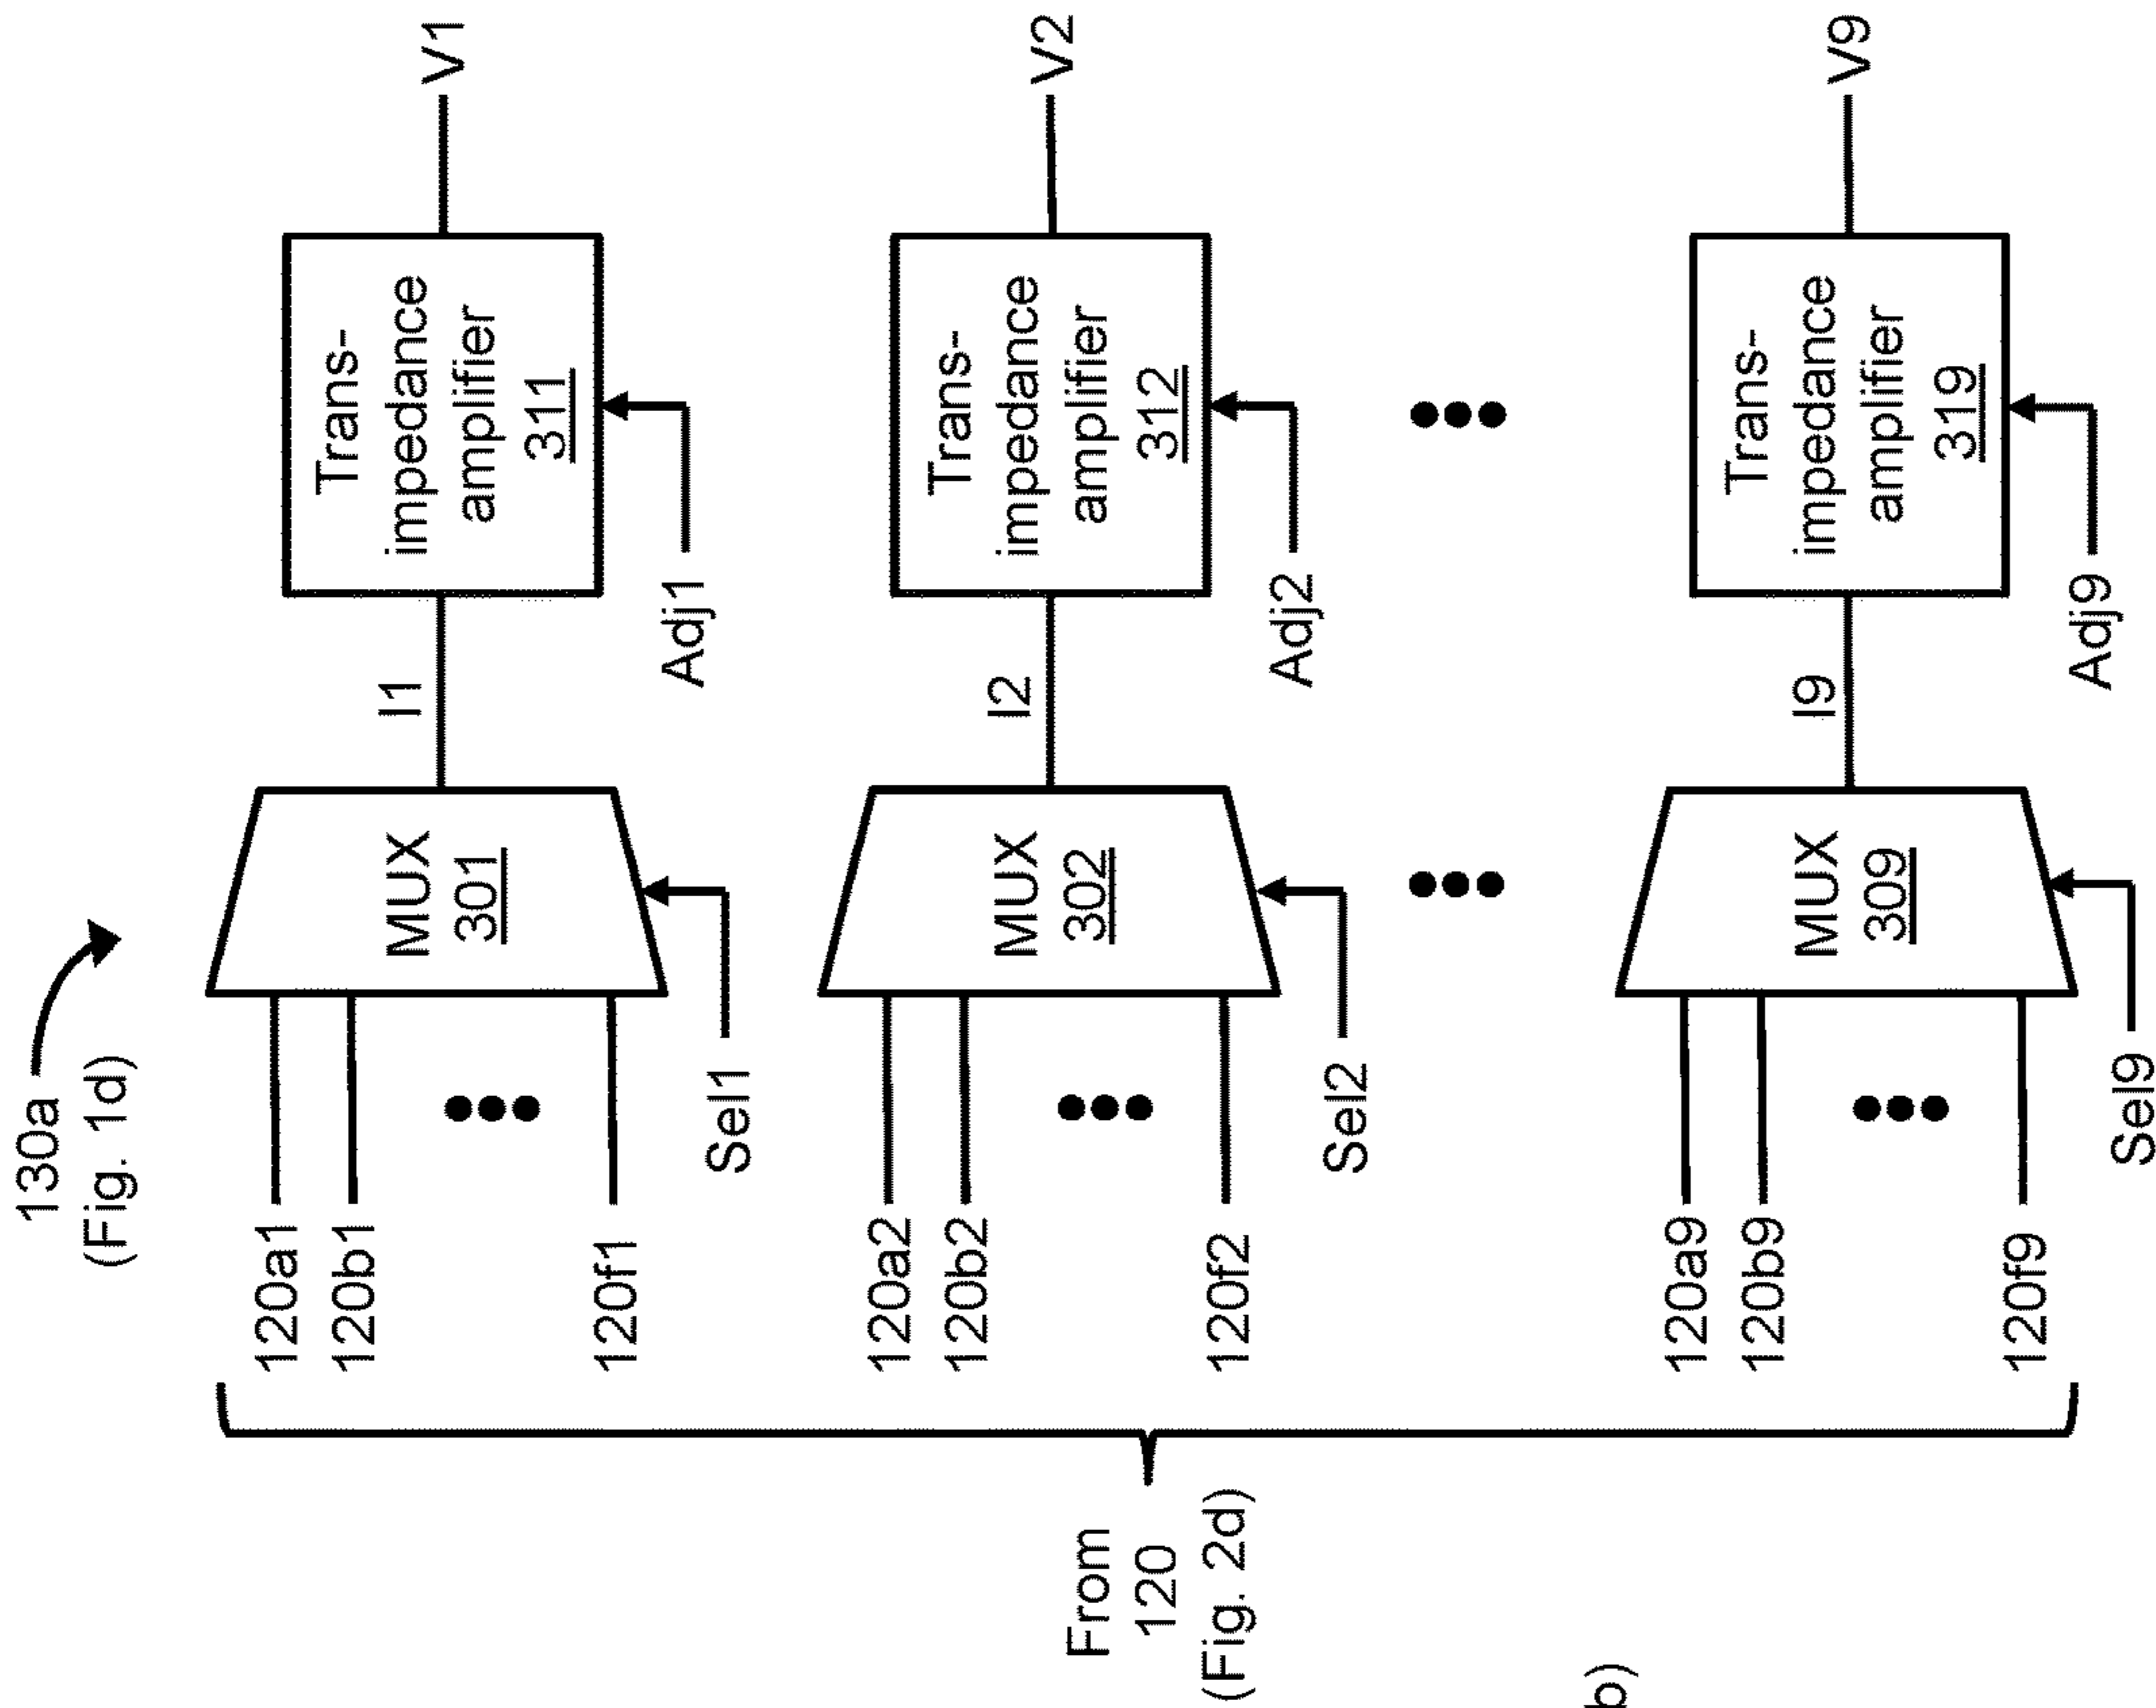 130a
(Fig. 1d)
120a1
120b1
120f1
Sel1
MUX
301
I1
Adj1
Trans-
impedance
amplifier
311
V1
120a2
120b2
120f2
Sel2
MUX
302
I2
Adj2
Trans-
impedance
amplifier
312
V2
From
120
(Fig. 2d)
120a9
120b9
120f9
Sel9
MUX
309
I9
Adj9
Trans-
impedance
amplifier
319
V9
b)